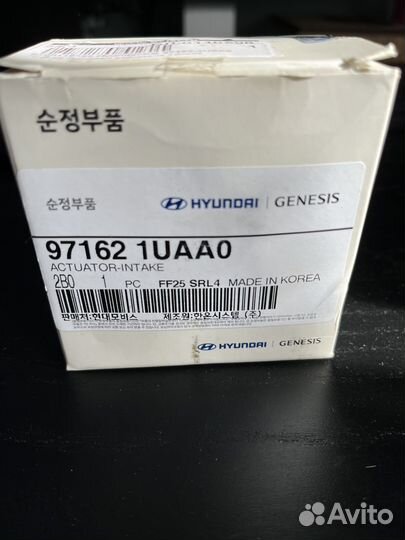 순정부품
순정부품 HYUNDAI | GENESIS
97162 1UAA0
ACTUATOR-INTAKE
2B0 1 PC FF25 SRL4 MADE IN KOREA
판매처:현대모비스 제조원:한온시스템 (주)
HYUNDAI | GENESIS
Avito